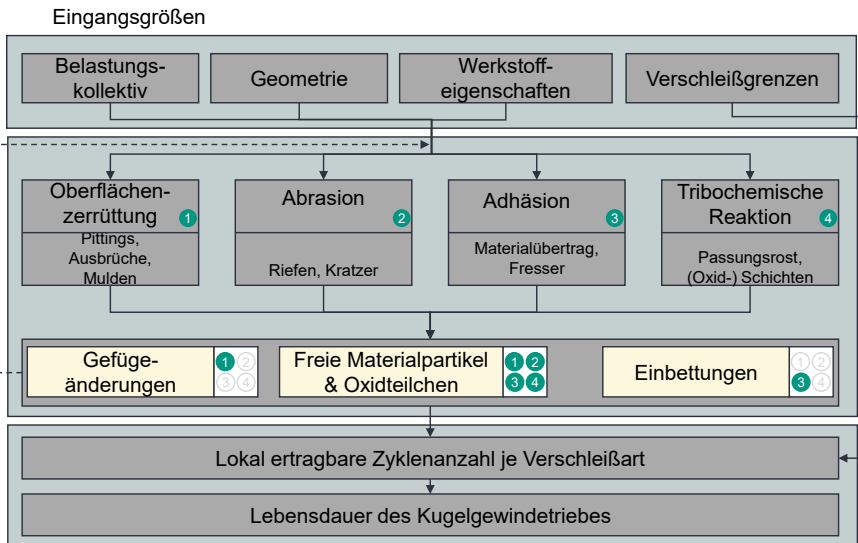 Eingangsgrößen
Belastungs-
kollektiv
Geometrie
Werkstoff-
eigenschaften
Verschleißgrenzen
Oberflächen-
zerrüttung
1
Pittings,
Ausbrüche,
Mulden
Abrasion
2
Riefen, Kratzer
Adhäsion
3
Materialübertrag,
Fresser
Tribochemische
Reaktion
4
Passungsrost,
(Oxid-) Schichten
Gefüge-
änderungen
1 2
3 4
Freie Materialpartikel
& Oxidteilchen
1 2
3 4
Einbettungen
1 2
3 4
Lokal ertragbare Zyklenanzahl je Verschleißart
Lebensdauer des Kugelgewindetriebes